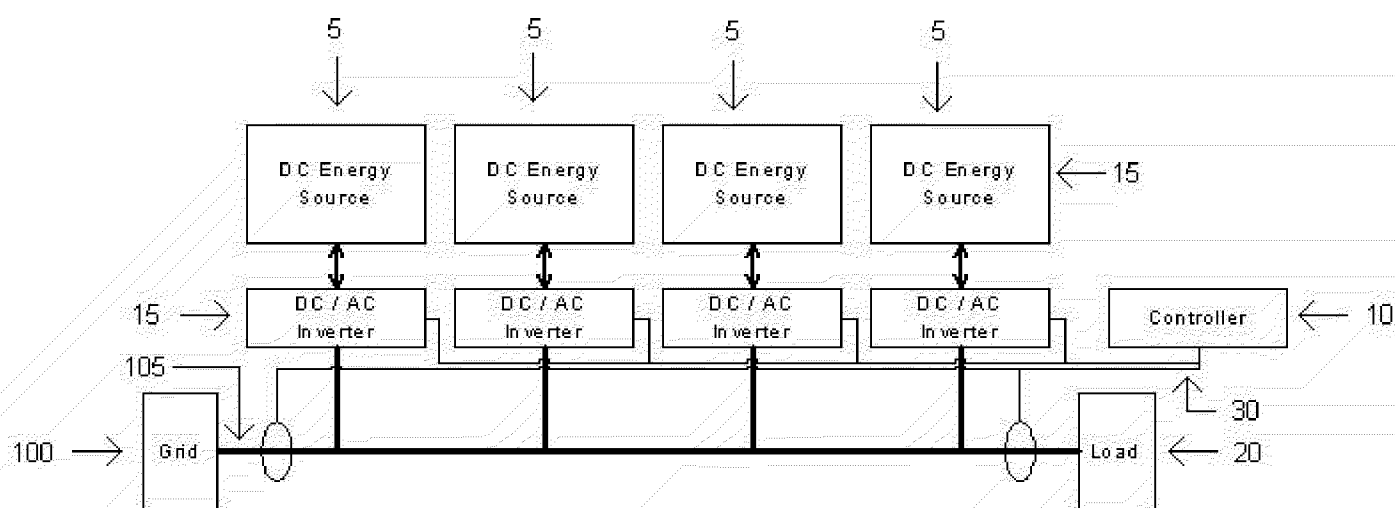 5 5 5 5
DC Energy DC Energy DC Energy DC Energy
Source Source Source Source
15
DC / AC DC / AC DC / AC DC / AC
Inverter Inverter Inverter Inverter
15
Controller
10
105
30
100
Grid
Load
20